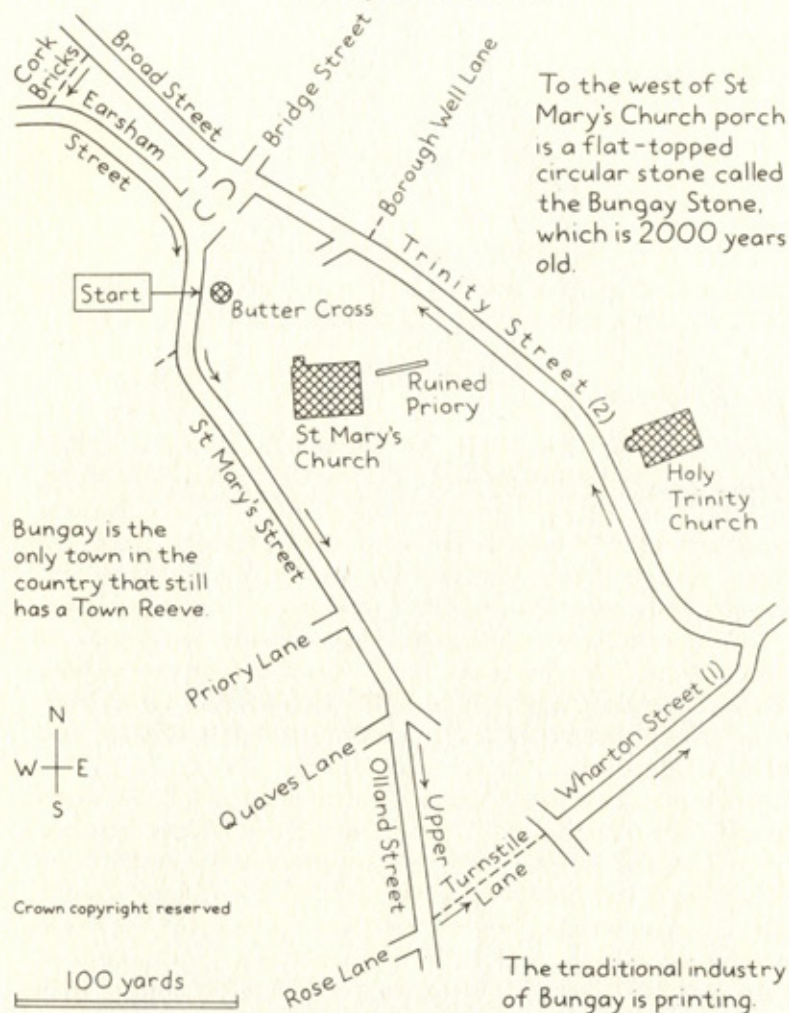 Cork
Bricks
Broad Street
Bridge Street
Earsham
Street
Borough Well Lane
To the west of St
Mary's Church porch
is a flat-topped
circular stone called
the Bungay Stone,
which is 2000 years
old.
Trinity Street (2)
Start
Butter Cross
Ruined
Priory
St Mary's
Church
St Mary's Street
Holy
Trinity
Church
Bungay is the
only town in the
country that still
has a Town Reeve.
Priory Lane
Wharton Street (1)
N
W E
S
Quaves Lane
Upper
Olland Street
Turnstile
Lane
Crown copyright reserved
Rose Lane
100 yards
The traditional industry
of Bungay is printing.